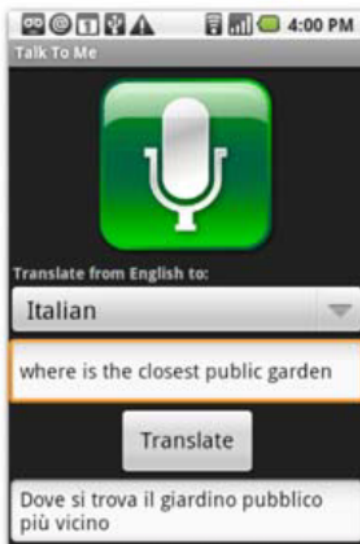 1 4:00 PM
Talk To Me
Translate from English to:
Italian
where is the closest public garden
Translate
Dove si trova il giardino pubblico
più vicino